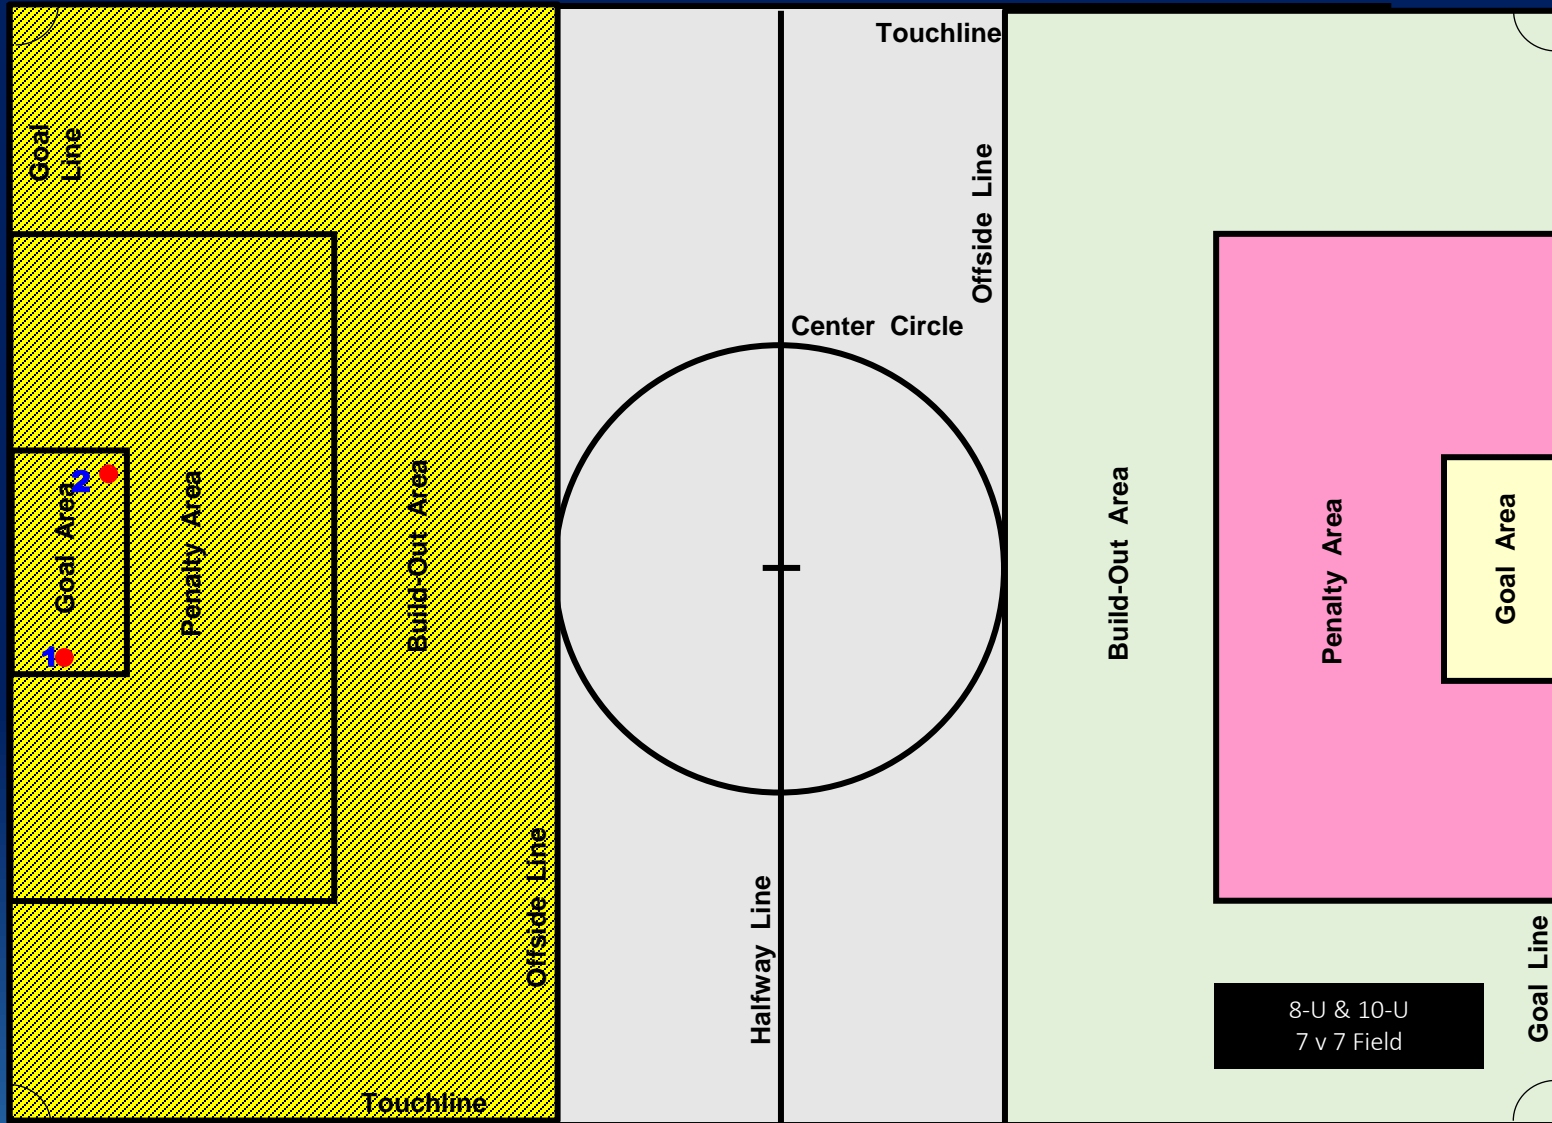 Touchline
Goal
Line
Offside Line
Center Circle
2
Goal Area
Penalty Area
Build-Out Area
Build-Out Area
Penalty Area
Goal Area
1
Offside Line
Halfway Line
Goal Line
8-U & 10-U
7 v 7 Field
Touchline